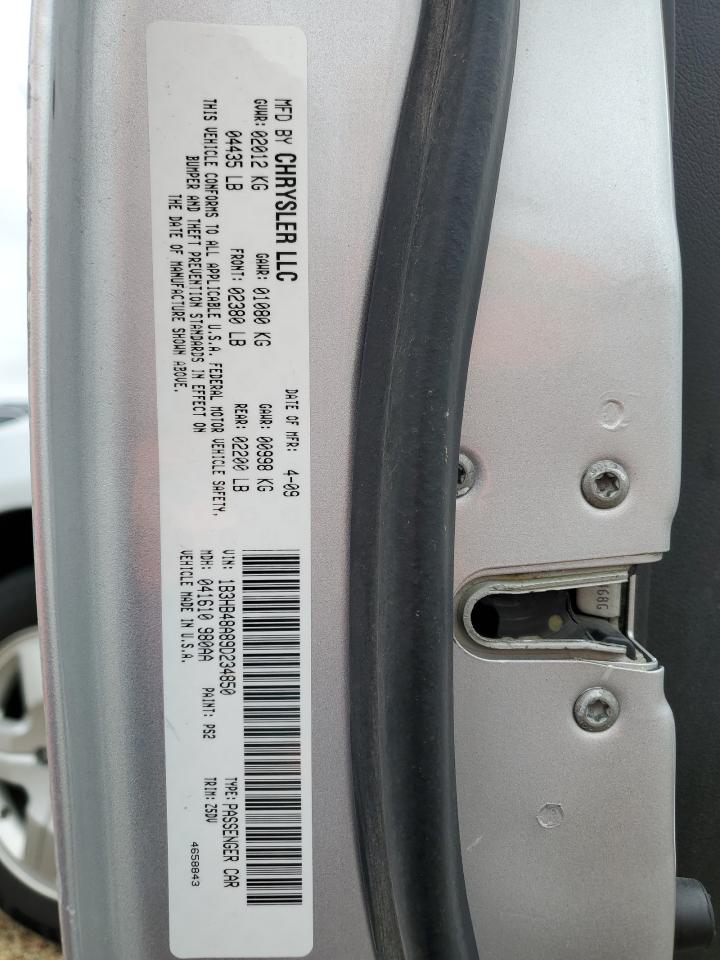 MFD BY CHRYSLER LLC
DATE OF MFR: 4-09
GVWR: 02012 KG GAWR: 01080 KG GAWR: 00998 KG
04435 LB FRONT: 02380 LB REAR: 02200 LB
THIS VEHICLE CONFORMS TO ALL APPLICABLE U.S.A. FEDERAL MOTOR VEHICLE SAFETY,
BUMPER AND THEFT PREVENTION STANDARDS IN EFFECT ON
THE DATE OF MANUFACTURE SHOWN ABOVE.
VIN: 1B3HB48A89D234850 TYPE: PASSENGER CAR
MDH: 041610 980AA PAINT: PS2 TRIM: Z5DV
VEHICLE MADE IN U.S.A. 4658843
68G